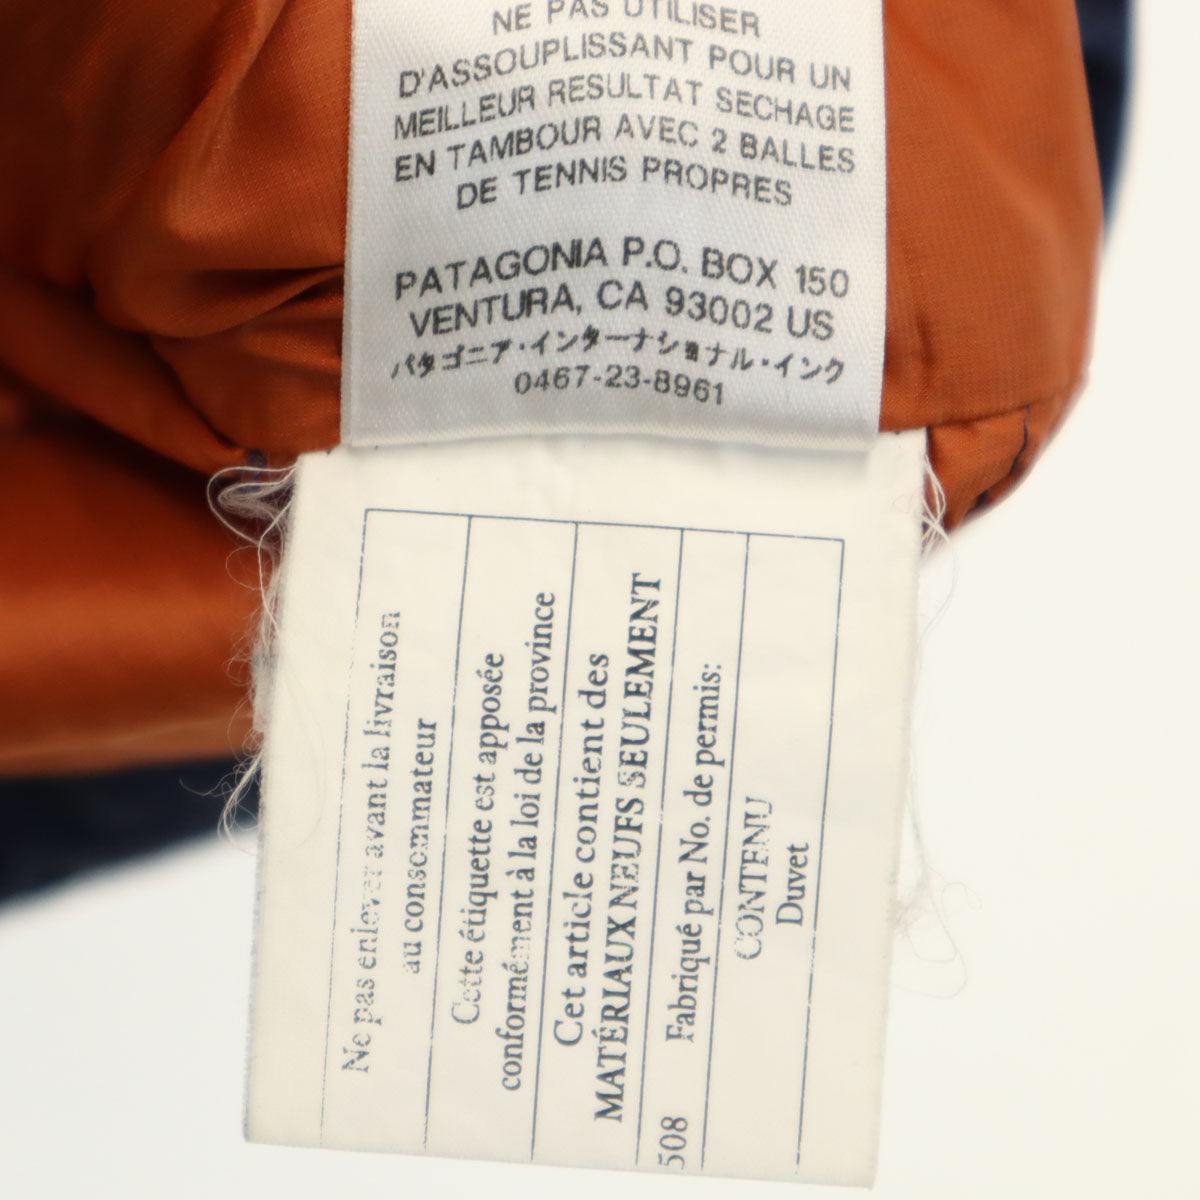 NE PAS UTILISER
D'ASSOUPLISSANT POUR UN
MEILLEUR RESULTAT SECHAGE
EN TAMBOUR AVEC 2 BALLES
DE TENNIS PROPRES
PATAGONIA P.O. BOX 150
VENTURA, CA 93002 US
パタゴニア・インターナショナル・インク
0467-23-8961
Ne pas enlever avant la livraison
au consommateur
Cette étiquette est apposée
conformément à la loi de la province
Cet article contient des
MATÉRIAUX NEUFS SEULEMENT
508 Fabriqué par No. de permis:
CONTENU
Duvet